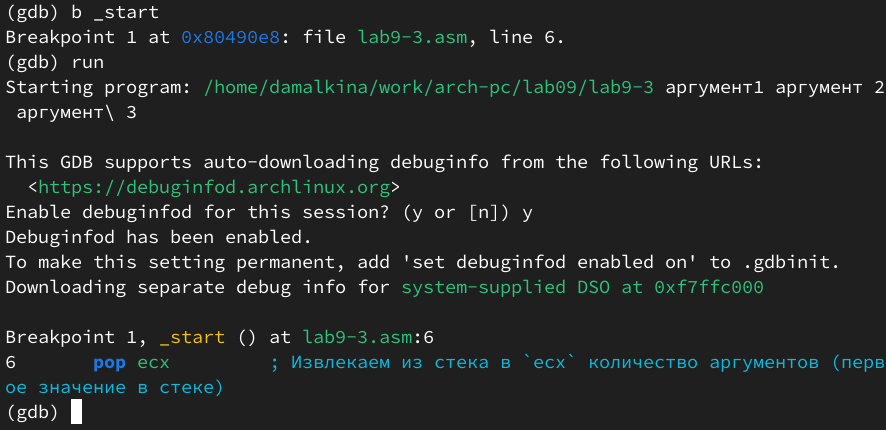 (gdb) b _start
Breakpoint 1 at 0x80490e8: file lab9-3.asm, line 6.
(gdb) run
Starting program: /home/damalkina/work/arch-pc/lab09/lab9-3 аргумент1 аргумент 2
 аргумент\ 3

This GDB supports auto-downloading debuginfo from the following URLs:
  <https://debuginfod.archlinux.org>
Enable debuginfod for this session? (y or [n]) y
Debuginfod has been enabled.
To make this setting permanent, add 'set debuginfod enabled on' to .gdbinit.
Downloading separate debug info for system-supplied DSO at 0xf7ffc000

Breakpoint 1, _start () at lab9-3.asm:6
6       pop ecx         ; Извлекаем из стека в `ecx` количество аргументов (перв
ое значение в стеке)
(gdb)